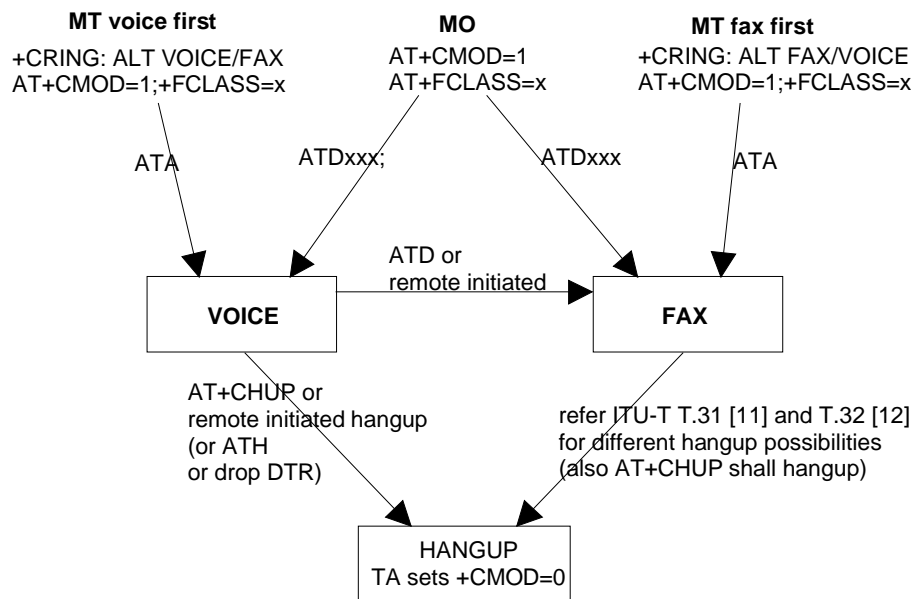 MT voice first
+CRING: ALT VOICE/FAX
AT+CMOD=1;+FCLASS=x
MO
AT+CMOD=1
AT+FCLASS=x
MT fax first
+CRING: ALT FAX/VOICE
AT+CMOD=1;+FCLASS=x
ATA
ATDxxx;
ATDxxx
ATA
ATD or
remote initiated
VOICE
FAX
AT+CHUP or
remote initiated hangup
(or ATH
or drop DTR)
refer ITU-T T.31 [11] and T.32 [12]
for different hangup possibilities
(also AT+CHUP shall hangup)
HANGUP
TA sets +CMOD=0